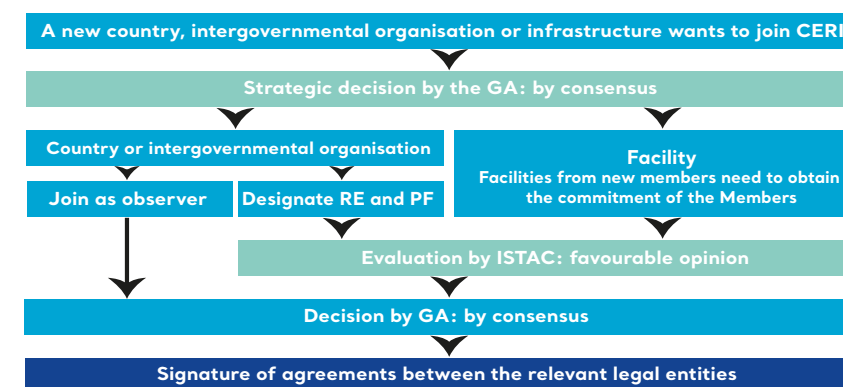 A new country, intergovernmental organisation or infrastructure wants to join CERI
Strategic decision by the GA: by consensus
Country or intergovernmental organisation
Facility
Facilities from new members need to obtain
the commitment of the Members
Join as observer
Designate RE and PF
Evaluation by ISTAC: favourable opinion
Decision by GA: by consensus
Signature of agreements between the relevant legal entities